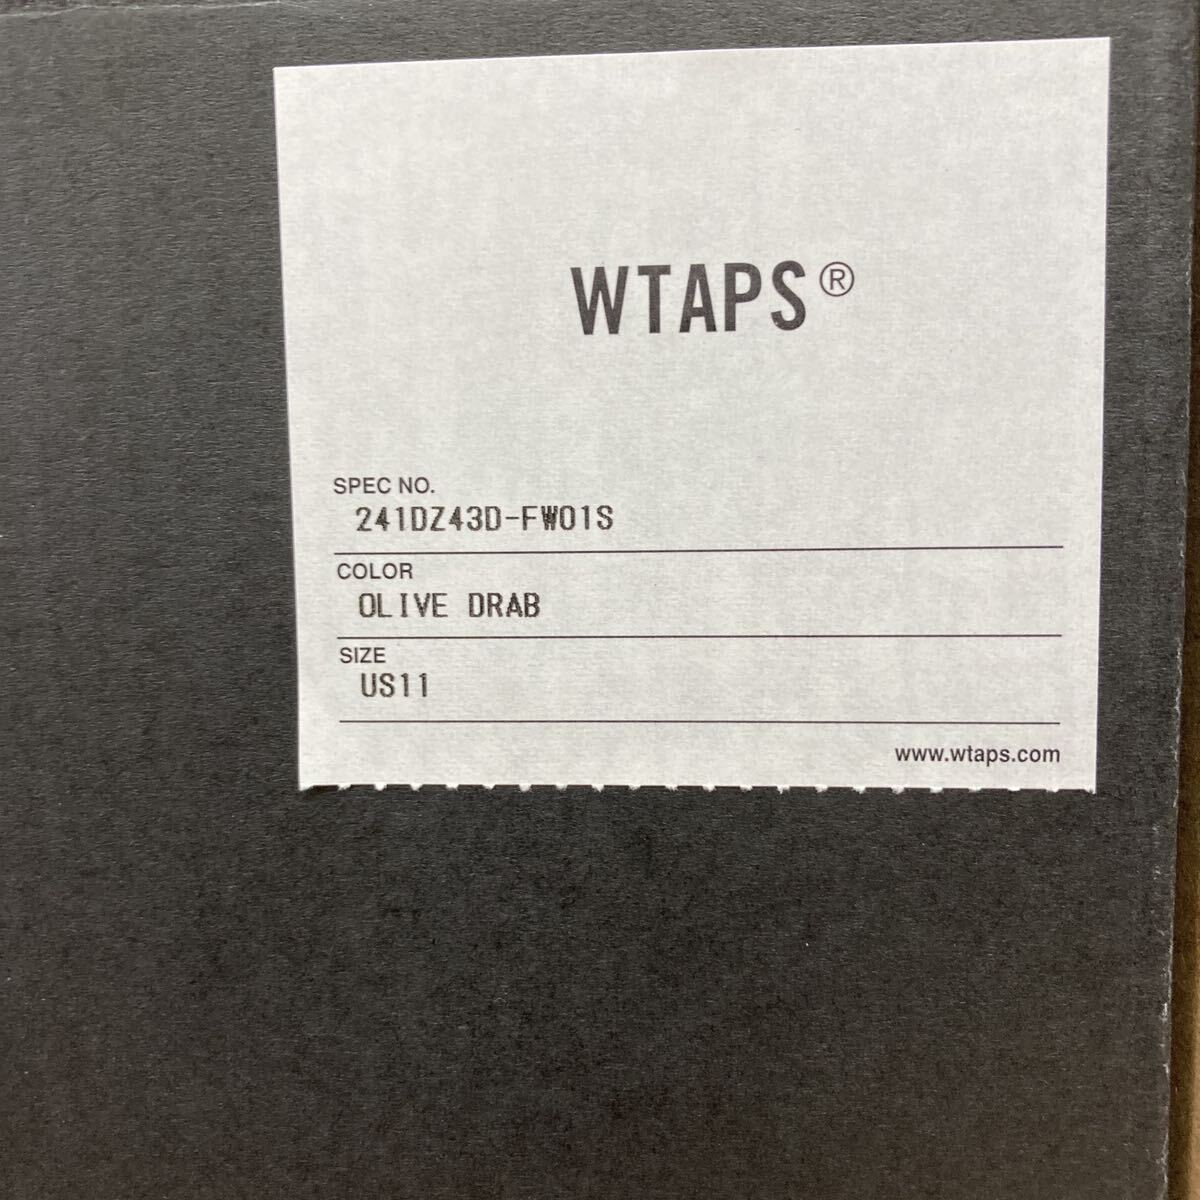 WTAPS®
SPEC NO.
241DZ43D-FW01S
COLOR
OLIVE DRAB
SIZE
US11
www.wtaps.com